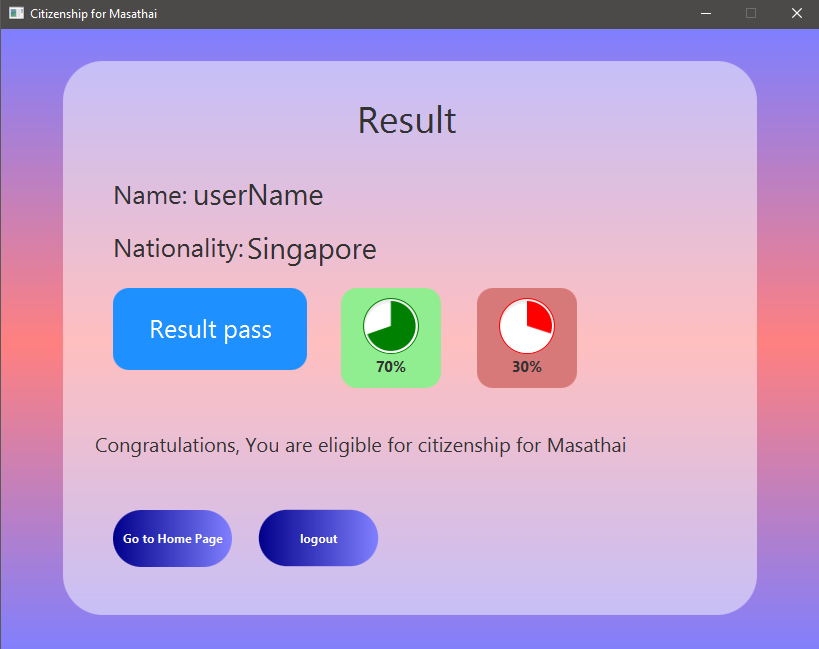 Citizenship for Masathai
Result
Name: userName
Nationality: Singapore
Result pass
70%
30%
Congratulations, You are eligible for citizenship for Masathai
Go to Home Page
logout